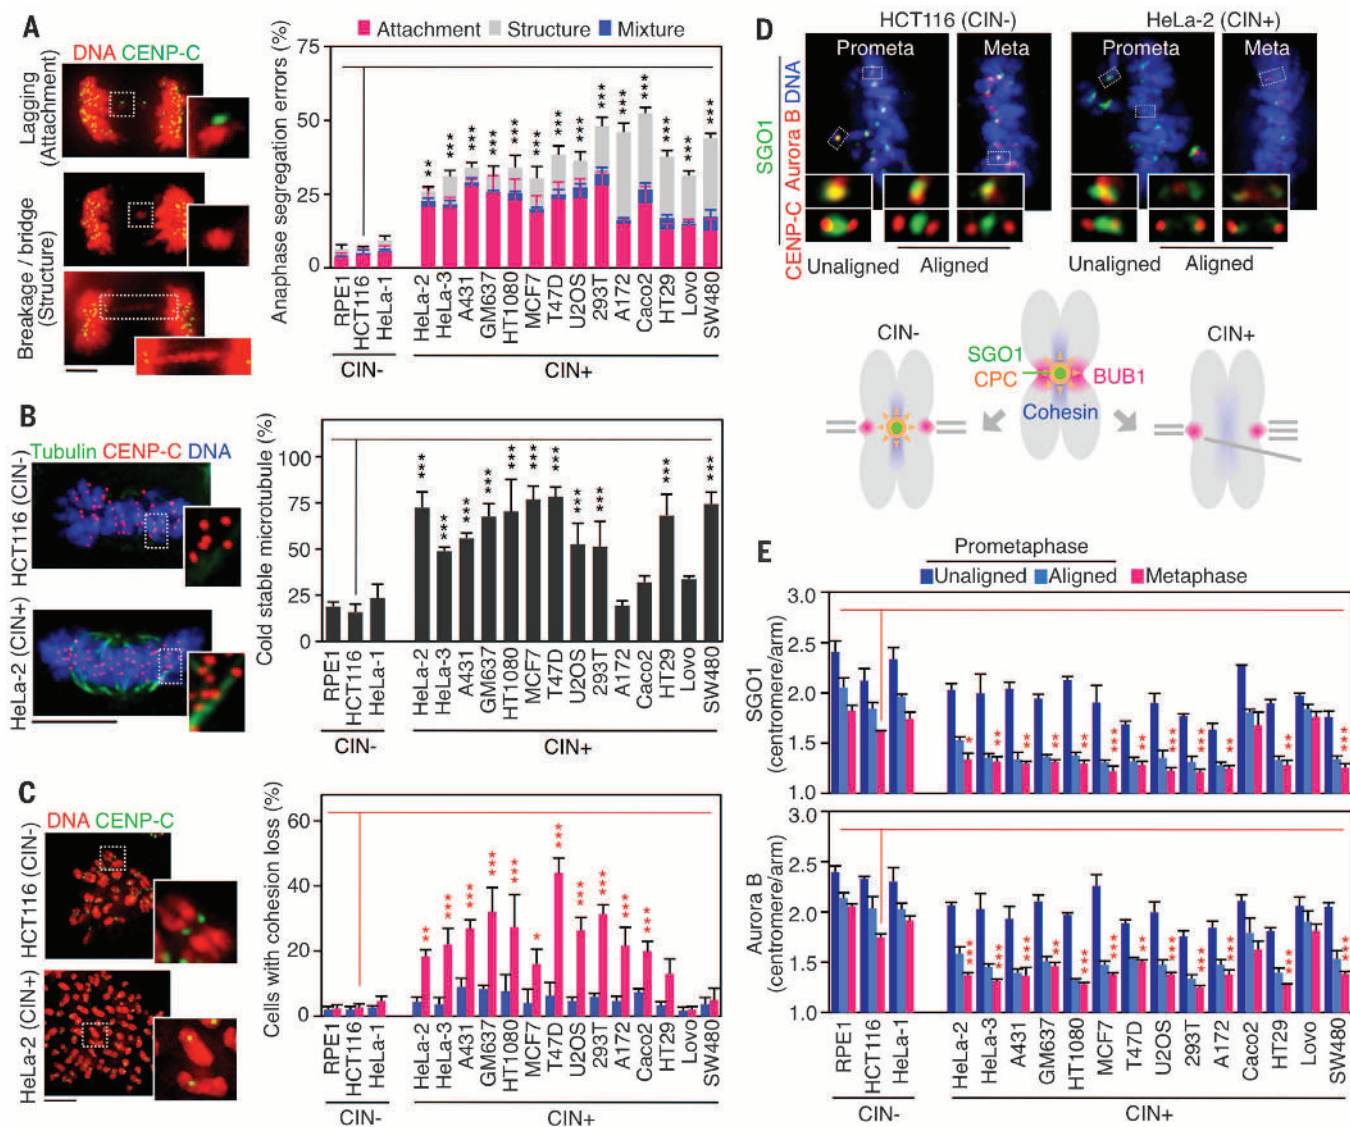 A
DNA CENP-C
Lagging
(Attachment)
Breakage / bridge
(Structure)
Attachment Structure Mixture
Anaphase segregation errors (%)
75
50
25
0
** *** *** *** *** *** *** *** *** *** *** *** *** ***
RPE1
HCT116
HeLa-1
HeLa-2
HeLa-3
A431
GM637
HT1080
MCF7
T47D
U2OS
293T
A172
Caco2
HT29
Lovo
SW480
CIN-
CIN+
B
Tubulin CENP-C DNA
HCT116 (CIN-)
HeLa-2 (CIN+)
Cold stable microtubule (%)
100
75
50
25
0
*** *** *** *** *** *** *** *** *** *** ***
RPE1
HCT116
HeLa-1
HeLa-2
HeLa-3
A431
GM637
HT1080
MCF7
T47D
U2OS
293T
A172
Caco2
HT29
Lovo
SW480
CIN-
CIN+
C
DNA CENP-C
HCT116 (CIN-)
HeLa-2 (CIN+)
Cells with cohesion loss (%)
60
40
20
0
** *** *** *** *** * *** *** *** *** ***
RPE1
HCT116
HeLa-1
HeLa-2
HeLa-3
A431
GM637
HT1080
MCF7
T47D
U2OS
293T
A172
Caco2
HT29
Lovo
SW480
CIN-
CIN+
D
HCT116 (CIN-)
HeLa-2 (CIN+)
Prometa
Meta
Prometa
Meta
SGO1
CENP-C Aurora B DNA
Unaligned
Aligned
Unaligned
Aligned
CIN-
CIN+
SGO1
CPC
BUB1
Cohesin
E
Prometaphase
Unaligned Aligned Metaphase
SGO1
(centromere/arm)
3.0
2.5
2.0
1.5
1.0
* ** ** ** ** *** ** ** *** ** ** ***
Aurora B
(centromere/arm)
3.0
2.5
2.0
1.5
1.0
*** *** *** *** *** *** *** *** *** *** *** ***
RPE1
HCT116
HeLa-1
HeLa-2
HeLa-3
A431
GM637
HT1080
MCF7
T47D
U2OS
293T
A172
Caco2
HT29
Lovo
SW480
CIN-
CIN+